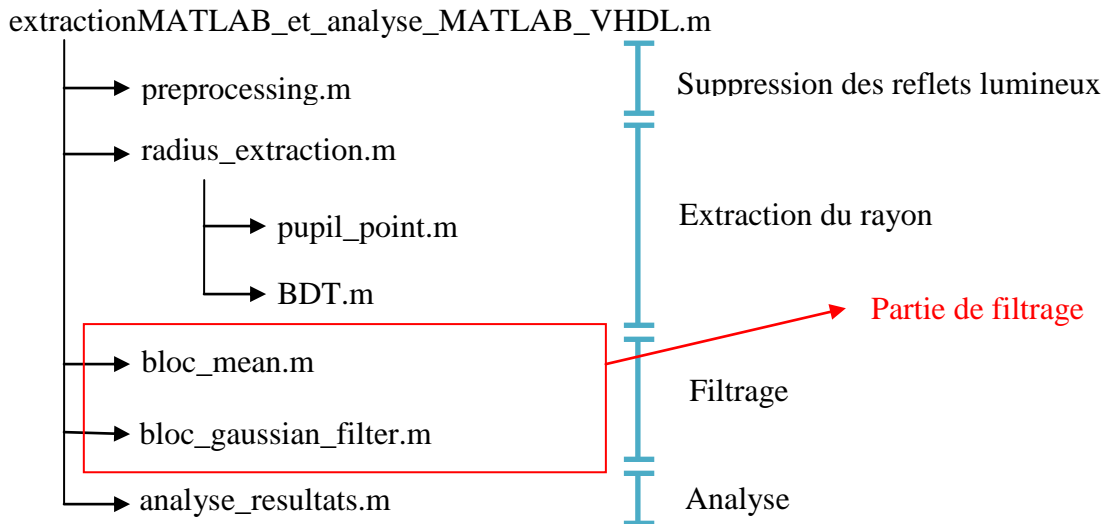 extractionMATLAB_et_analyse_MATLAB_VHDL.m
preprocessing.m
Suppression des reflets lumineux
radius_extraction.m
pupil_point.m
Extraction du rayon
BDT.m
Partie de filtrage
bloc_mean.m
Filtrage
bloc_gaussian_filter.m
analyse_resultats.m
Analyse